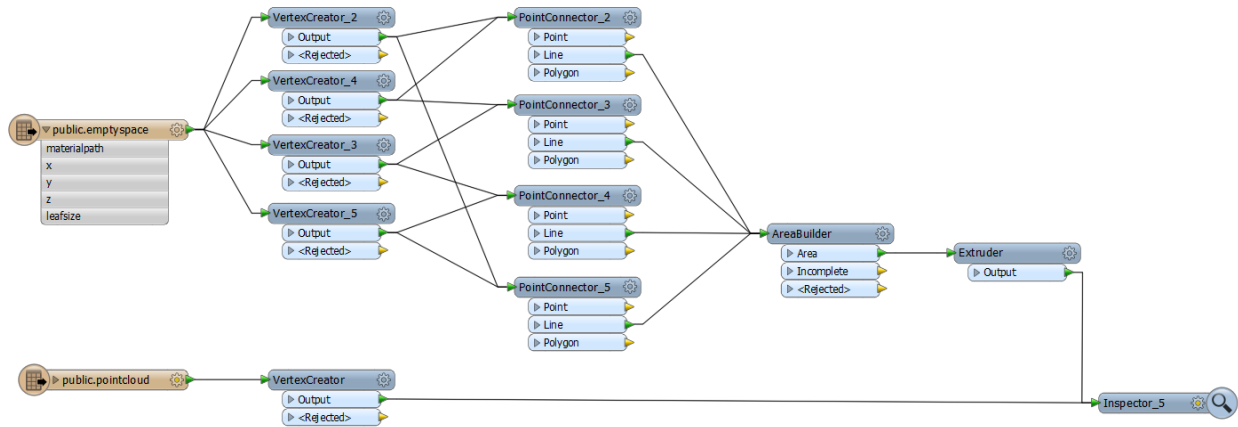 public.emptyspace
materialpath
x
y
z
leafsize
VertexCreator_2
Output
<Rejected>
VertexCreator_4
Output
<Rejected>
VertexCreator_3
Output
<Rejected>
VertexCreator_5
Output
<Rejected>
PointConnector_2
Point
Line
Polygon
PointConnector_3
Point
Line
Polygon
PointConnector_4
Point
Line
Polygon
PointConnector_5
Point
Line
Polygon
AreaBuilder
Area
Incomplete
<Rejected>
Extruder
Output
public.pointcloud
VertexCreator
Output
<Rejected>
Inspector_5